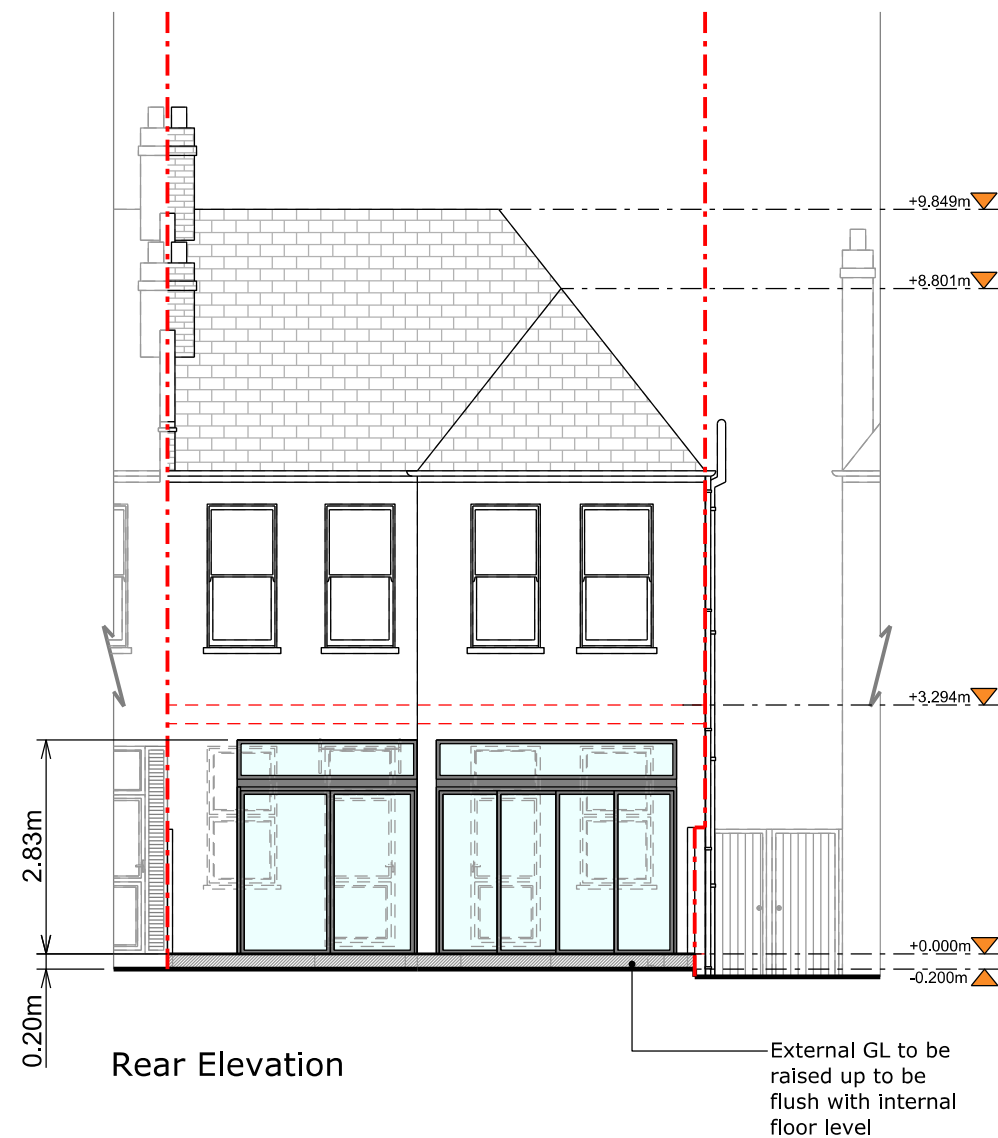 +9.849m
+8.801m
+3.294m
2.83m
+0.000m
-0.200m
0.20m
Rear Elevation
External GL to be
raised up to be
flush with internal
floor level